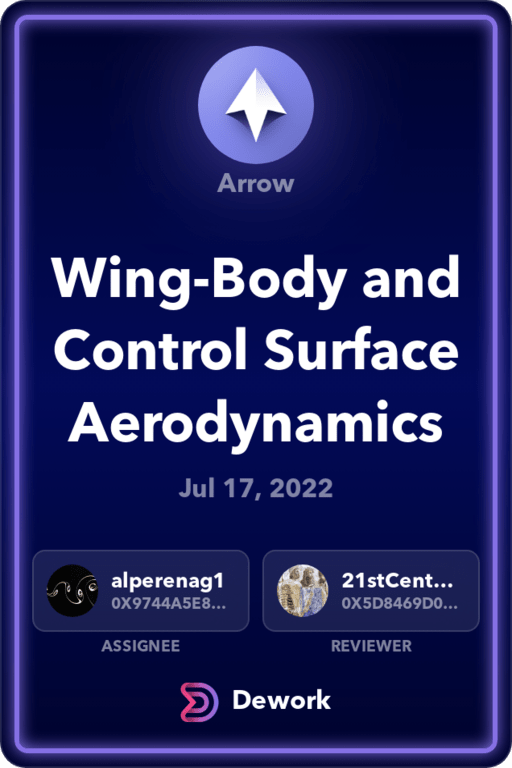 Arrow
Wing-Body and
Control Surface
Aerodynamics
Jul 17, 2022
alperenag1
0X9744A5E8...
ASSIGNEE
21stCent...
0X5D8469D0...
REVIEWER
Dework